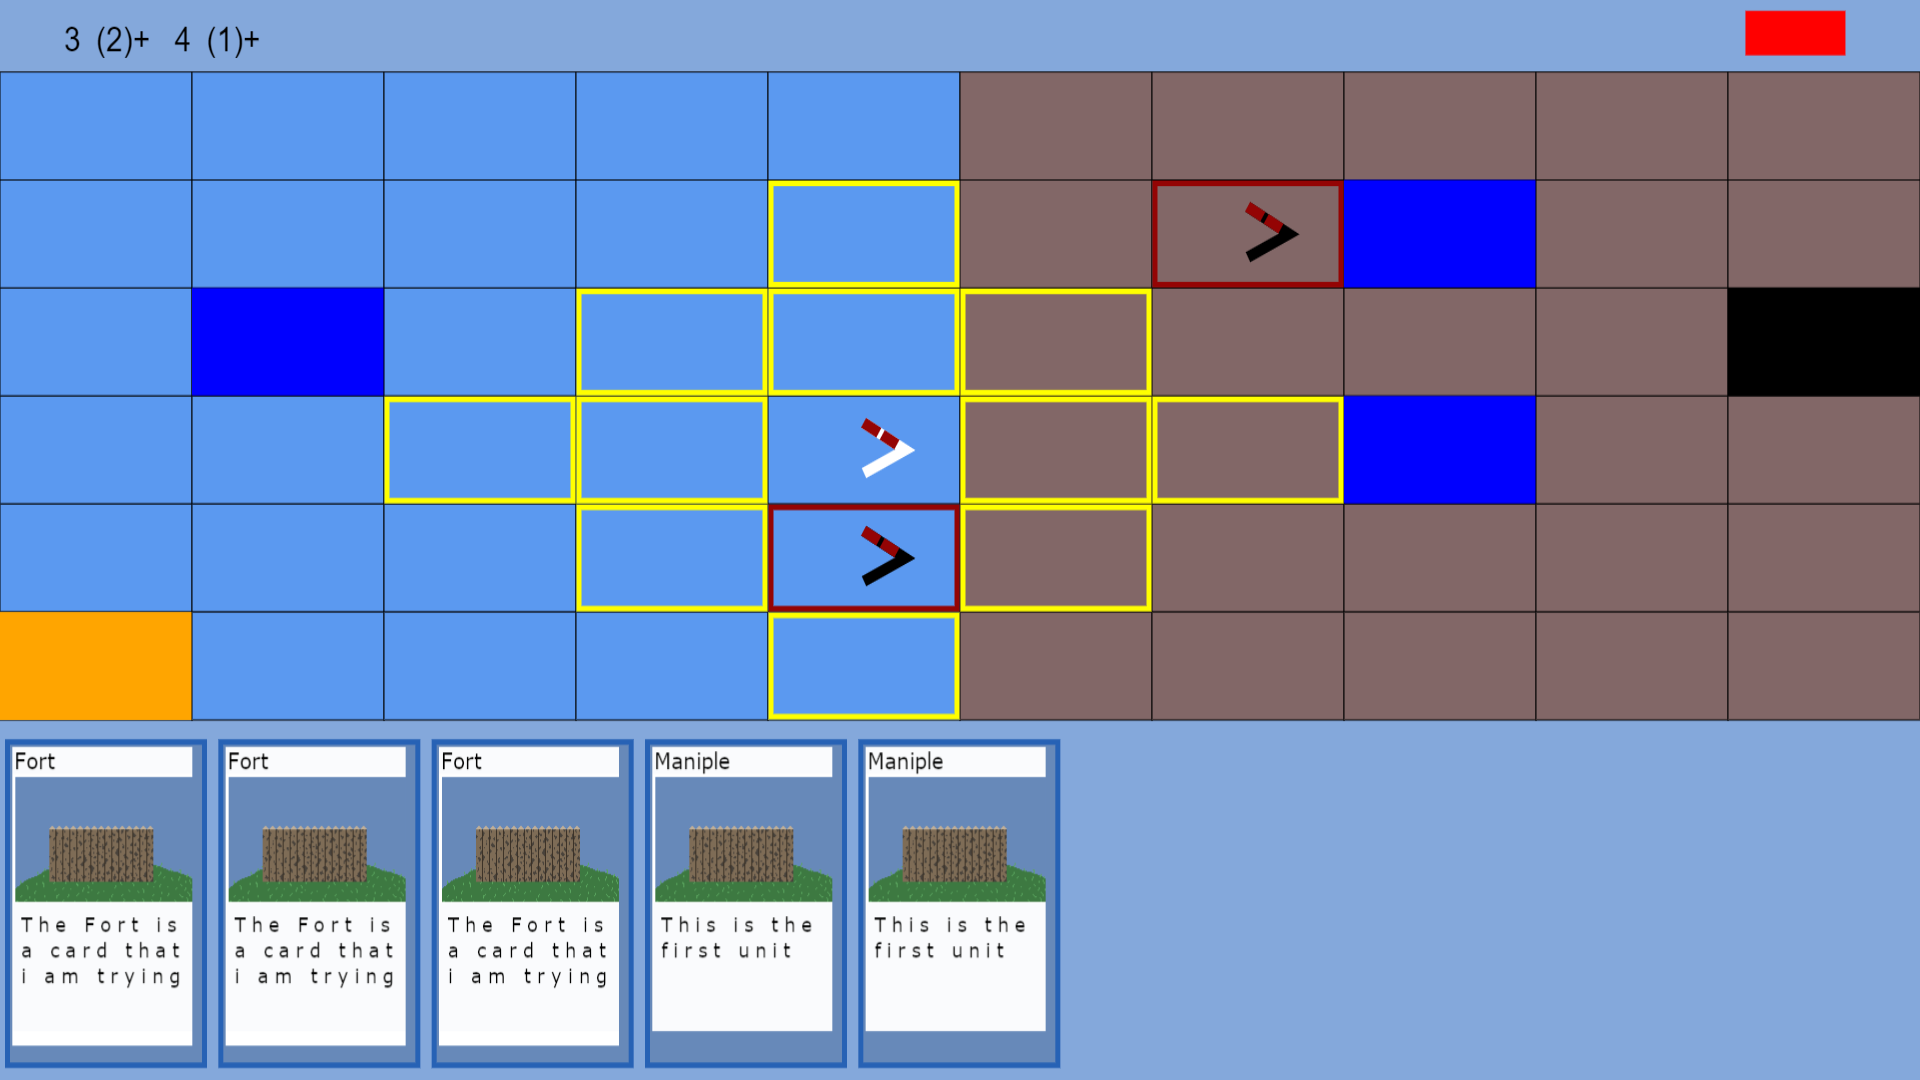 3 (2)+ 4 (1)+
Fort
The Fort is
a card that
i am trying
Fort
The Fort is
a card that
i am trying
Fort
The Fort is
a card that
i am trying
Maniple
This is the
first unit
Maniple
This is the
first unit